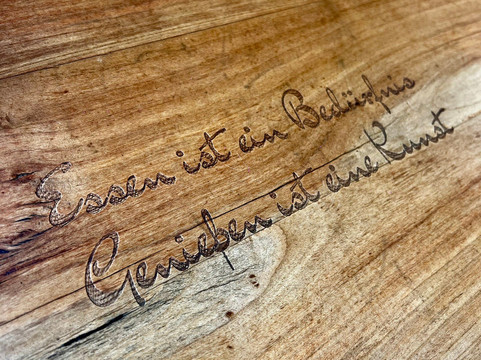 Essen ist ein Bedürfnis
Genießen ist eine Kunst